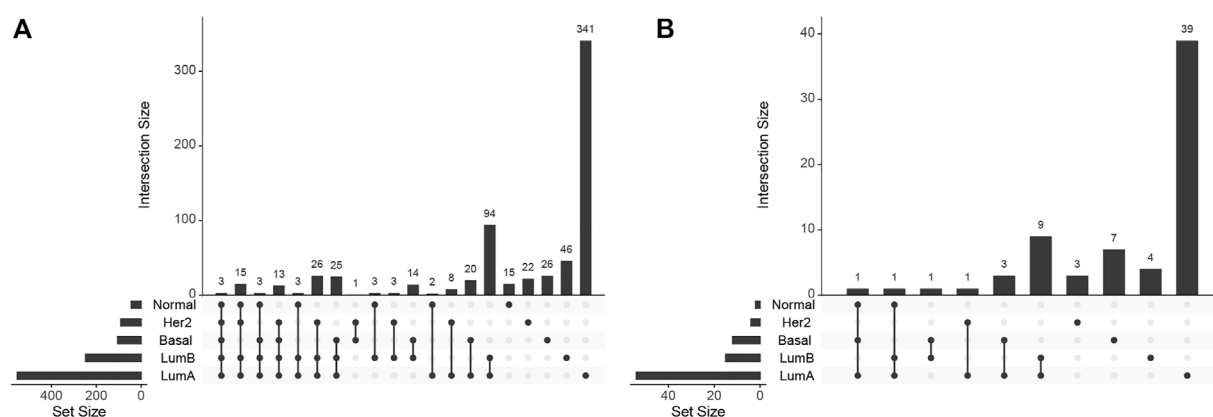 A
Intersection Size
300
200
100
0
3 15 3 13 3 26 25 1 3 3 14 2 8 20 94 15 22 26 46 341
Normal
Her2
Basal
LumB
LumA
400 200 0
Set Size
B
Intersection Size
40
30
20
10
0
1 1 1 1 3 9 3 7 4 39
Normal
Her2
Basal
LumB
LumA
40 20 0
Set Size